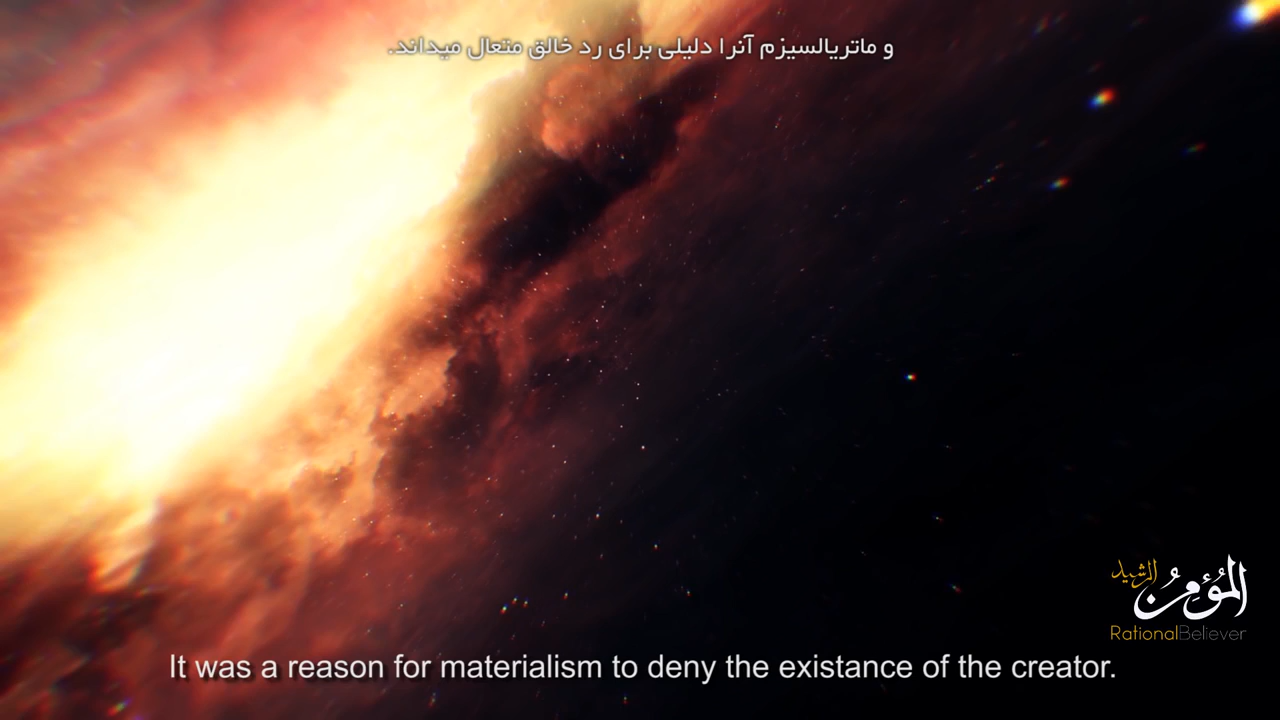 و ماتریالسیزم آنرا دلیلی برای رد خالق متعال میداند.
المؤمن الرشيد
RationalBeliever
It was a reason for materialism to deny the existance of the creator.